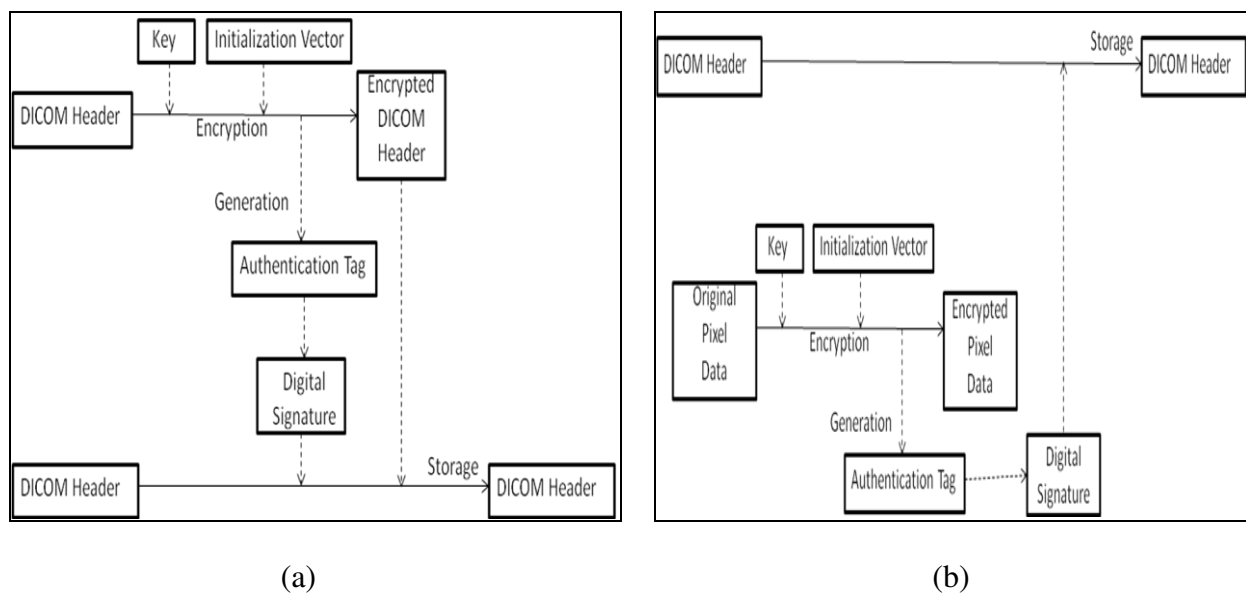 Key
Initialization Vector
DICOM Header
Encryption
Encrypted
DICOM
Header
Generation
Authentication Tag
Digital
Signature
DICOM Header
Storage
DICOM Header
(a)
DICOM Header
Storage
DICOM Header
Key
Initialization Vector
Original
Pixel
Data
Encryption
Encrypted
Pixel
Data
Generation
Authentication Tag
Digital
Signature
(b)